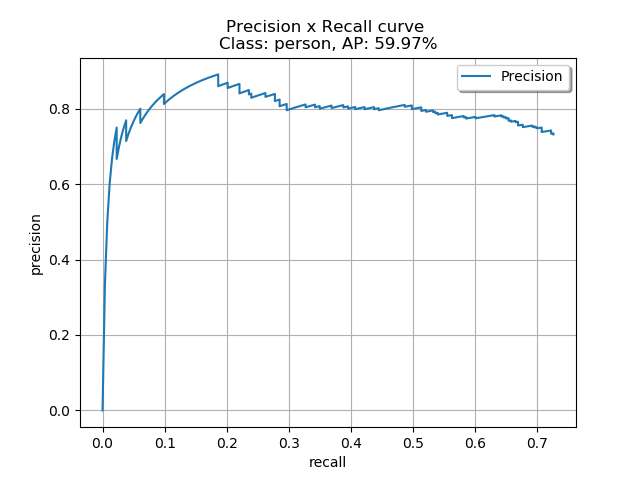 Precision x Recall curve
Class: person, AP: 59.97%
Precision
precision
0.8
0.6
0.4
0.2
0.0
0.0 0.1 0.2 0.3 0.4 0.5 0.6 0.7
recall